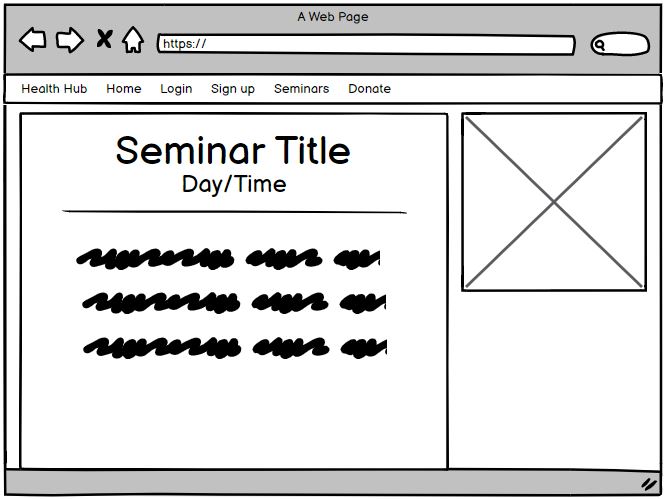 A Web Page
https://
Health Hub Home Login Sign up Seminars Donate
Seminar Title
Day/Time